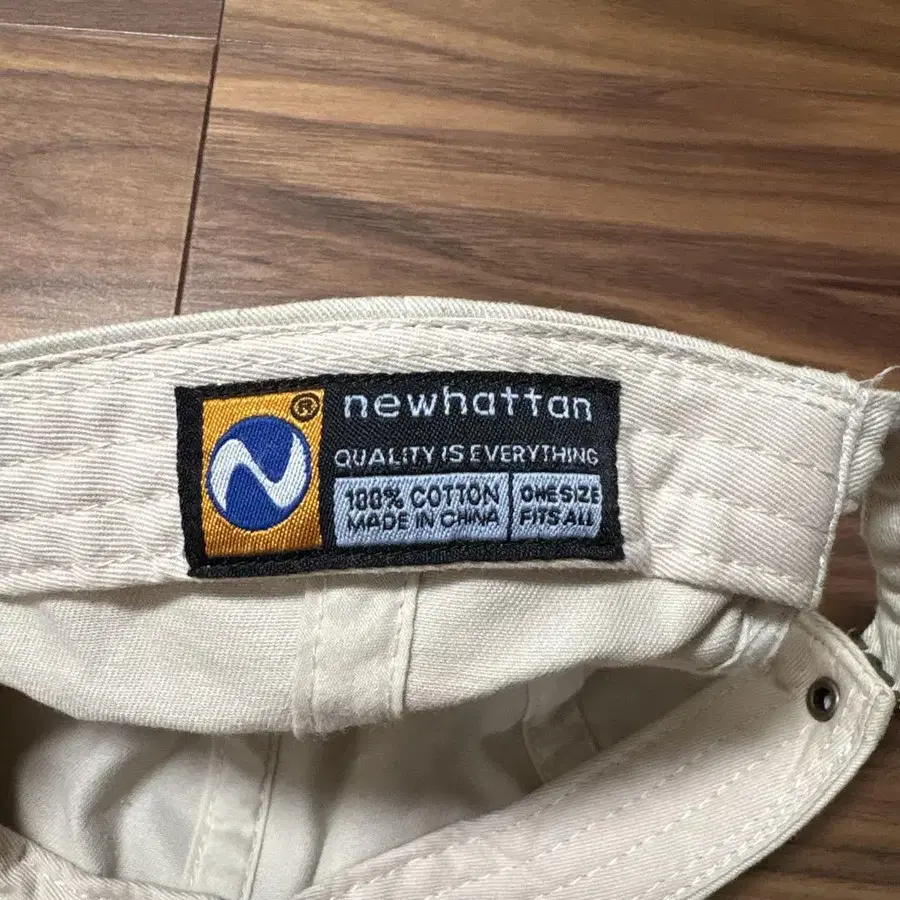 ®
newhattan
QUALITY IS EVERYTHING
100% COTTON
MADE IN CHINA
ONE SIZE
FITS ALL